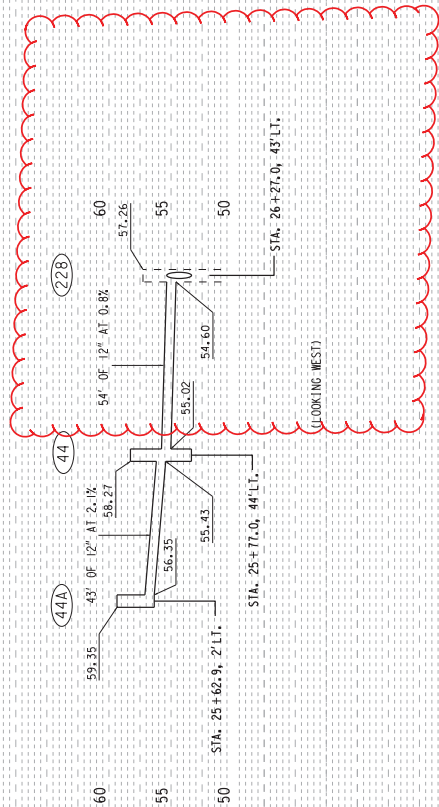 44A
44
228
43' OF 12" AT 2.1%
54' OF 12" AT 0.8%
59.35
58.27
57.26
60
60
55
55
50
50
56.35
55.43
55.02
54.60
STA. 25+62.9, 2'LT.
STA. 25+77.0, 44'LT.
STA. 26+27.0, 43'LT.
(LOOKING WEST)